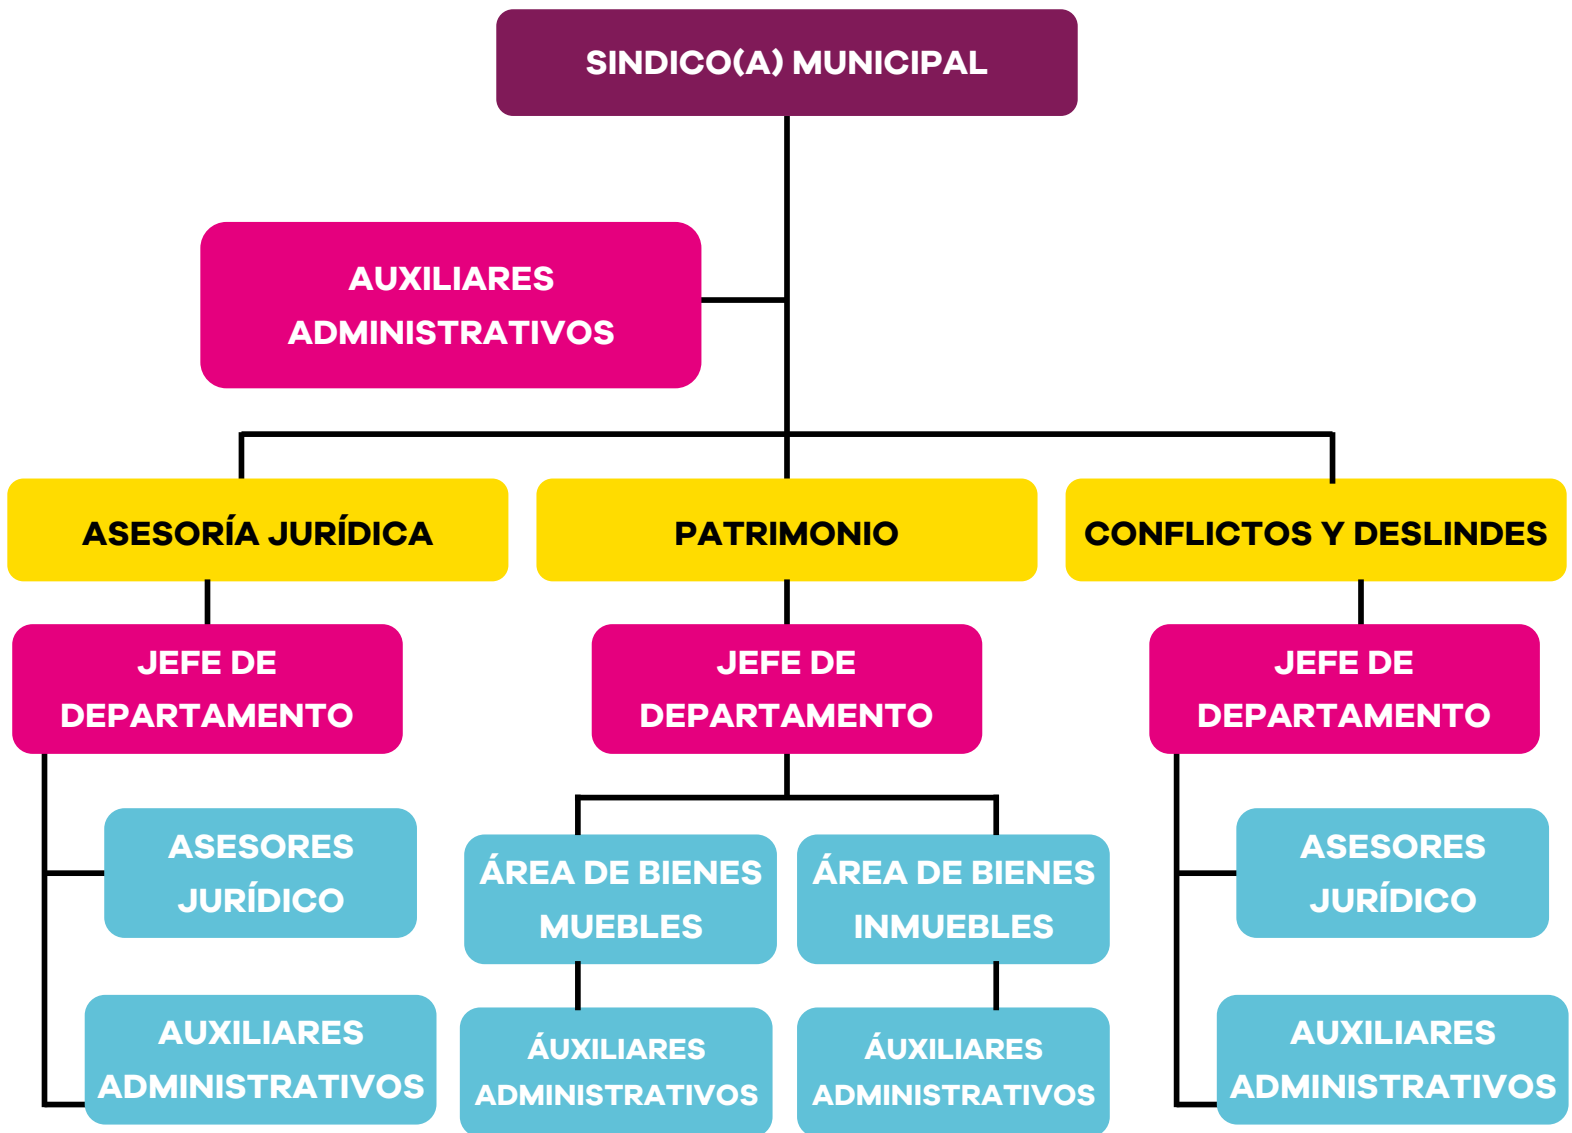 SINDICO(A) MUNICIPAL
AUXILIARES
ADMINISTRATIVOS
ASESORÍA JURÍDICA
PATRIMONIO
CONFLICTOS Y DESLINDES
JEFE DE
DEPARTAMENTO
JEFE DE
DEPARTAMENTO
JEFE DE
DEPARTAMENTO
ASESORES
JURÍDICO
ÁREA DE BIENES
MUEBLES
ÁREA DE BIENES
INMUEBLES
ASESORES
JURÍDICO
AUXILIARES
ADMINISTRATIVOS
ÁUXILIARES
ADMINISTRATIVOS
ÁUXILIARES
ADMINISTRATIVOS
AUXILIARES
ADMINISTRATIVOS